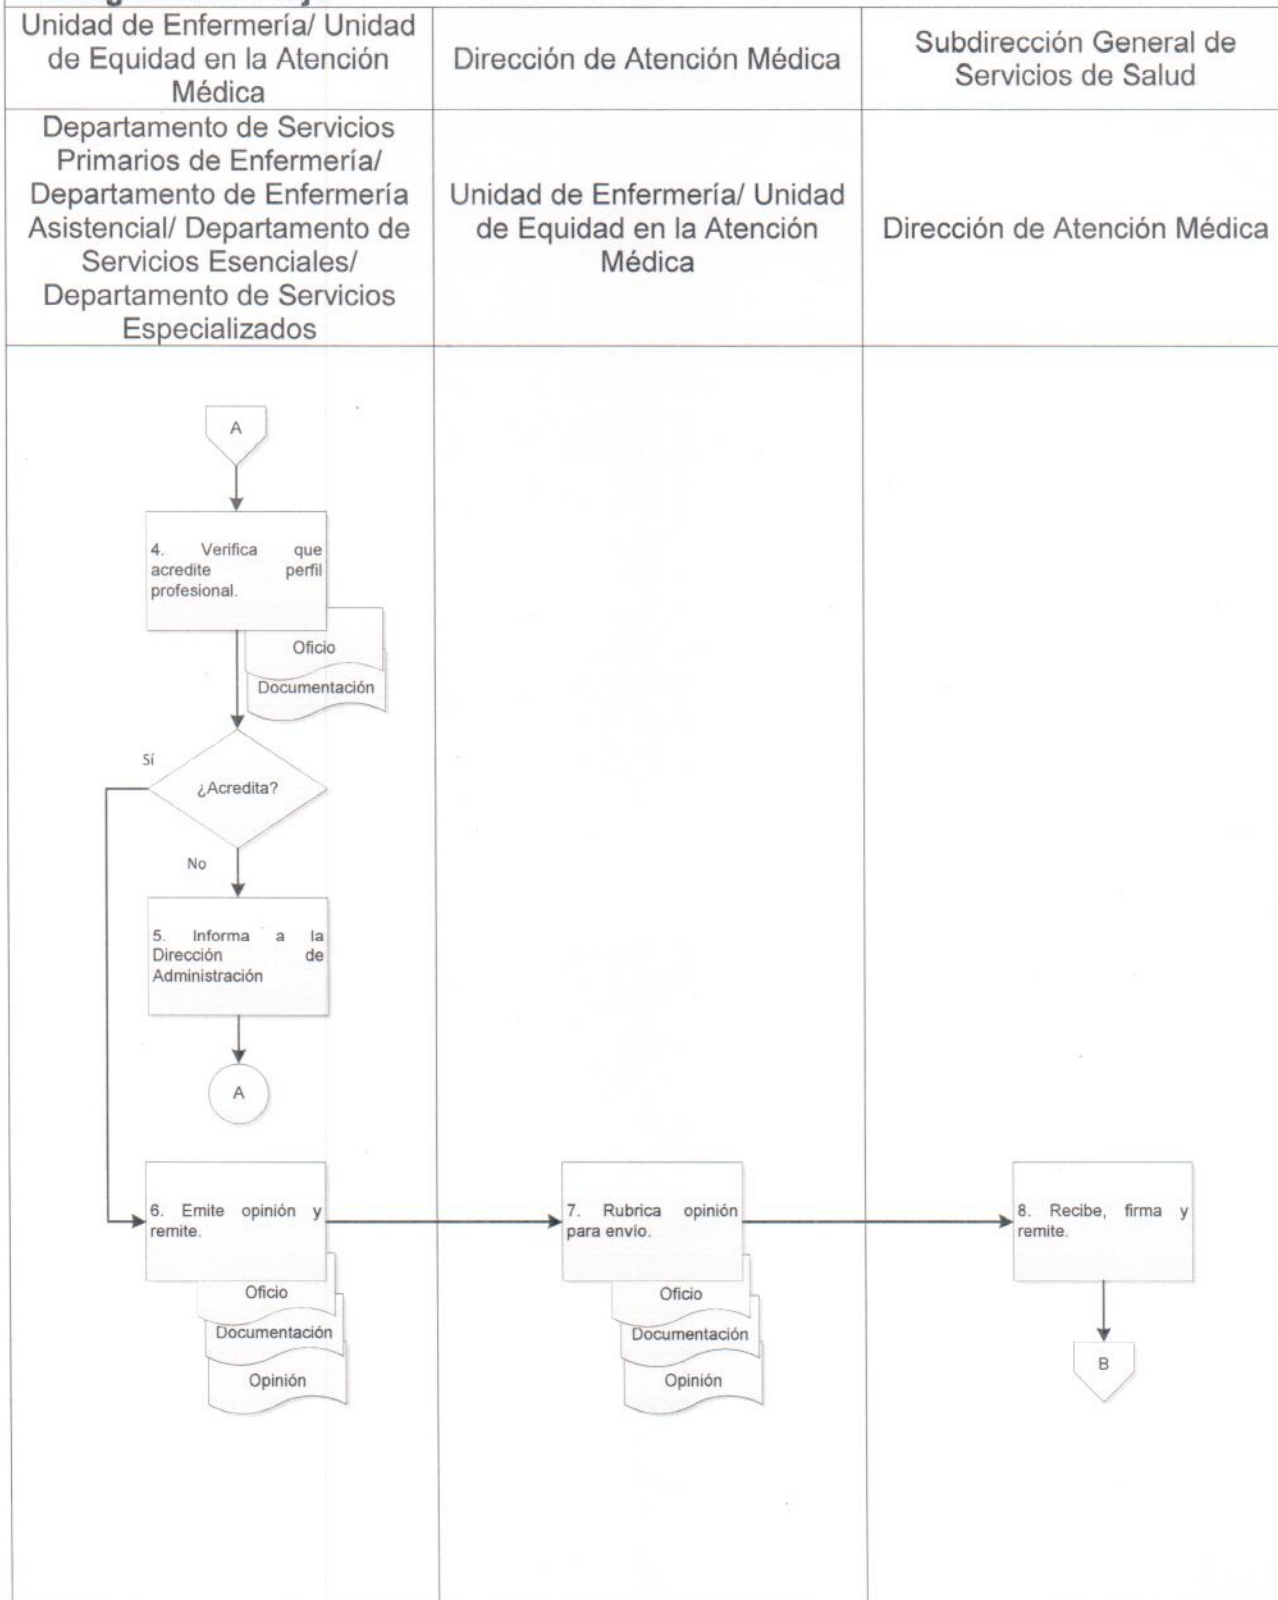 Unidad de Enfermería/ Unidad
de Equidad en la Atención
Médica
Dirección de Atención Médica
Subdirección General de
Servicios de Salud
Departamento de Servicios
Primarios de Enfermería/
Departamento de Enfermería
Asistencial/ Departamento de
Servicios Esenciales/
Departamento de Servicios
Especializados
Unidad de Enfermería/ Unidad
de Equidad en la Atención
Médica
Dirección de Atención Médica
A
4. Verifica que
acredite perfil
profesional.
Oficio
Documentación
Sí
¿Acredita?
No
5. Informa a la
Dirección de
Administración
A
6. Emite opinión y
remite.
Oficio
Documentación
Opinión
7. Rubrica opinión
para envío.
Oficio
Documentación
Opinión
8. Recibe, firma y
remite.
B